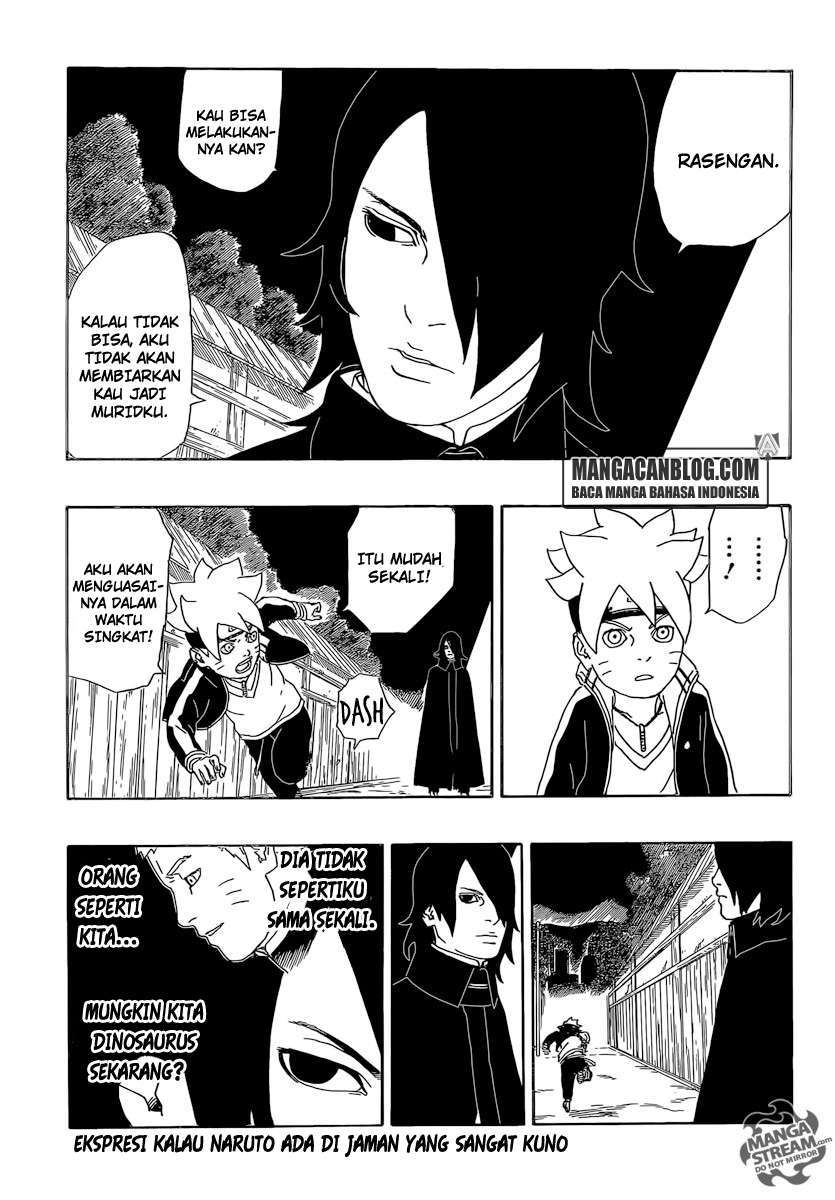 RASENGAN.
KAU BISA
MELAKUKAN-
NYA KAN?
KALAU TIDAK
BISA, AKU
TIDAK AKAN
MEMBIARKAN
KAU JADI
MURIDKU.
MANGACANBLOG.COM
BACA MANGA BAHASA INDONESIA
......!
ITU MUDAH
SEKALI!
AKU AKAN
MENGUASAI-
NYA DALAM
WAKTU
SINGKAT!
DASH
DIA TIDAK
SEPERTIKU
SAMA SEKALI.
ORANG
SEPERTI
KITA...
MUNGKIN KITA
DINOSAURUS
SEKARANG?
EKSPRESI KALAU NARUTO ADA DI JAMAN YANG SANGAT KUNO
MANGA
STREAM.COM
DO NOT MIRROR